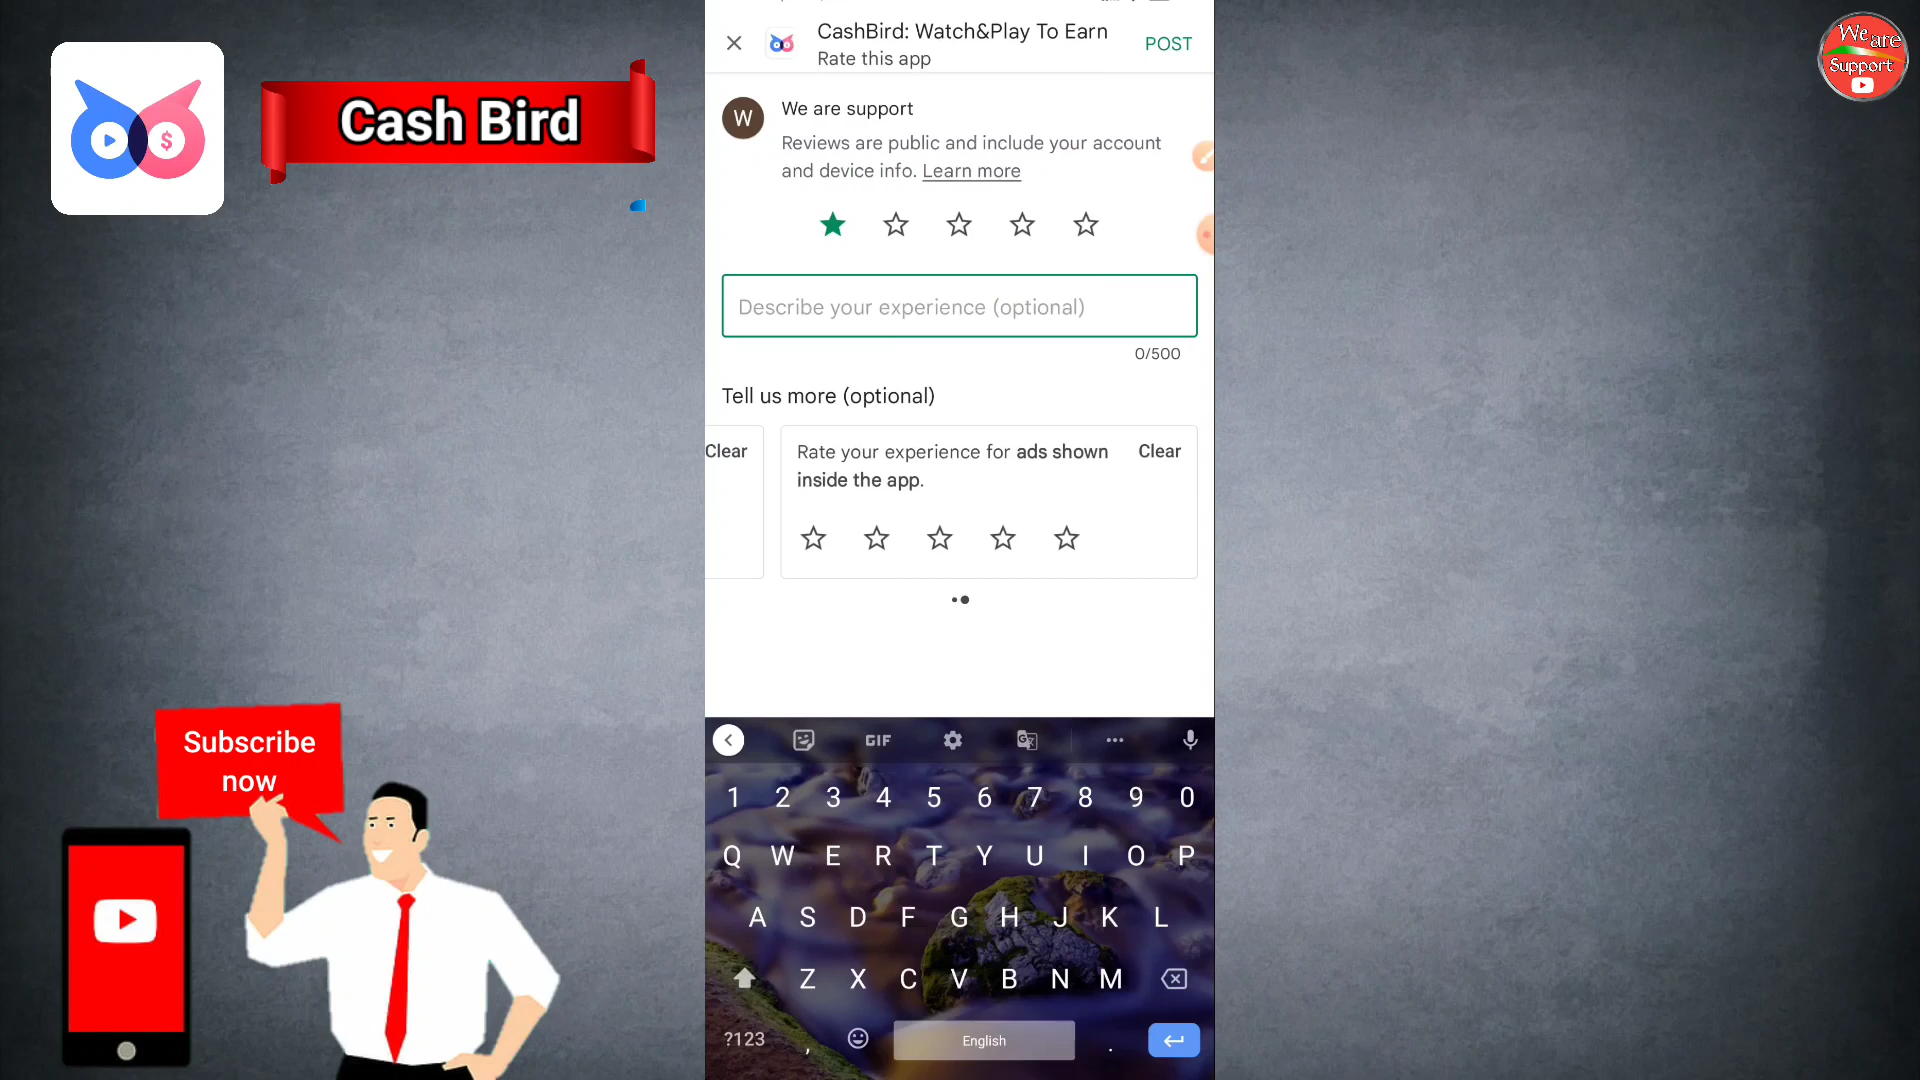 Cash Bird
CashBird: Watch&Play To Earn
Rate this app
POST
W
We are support
Reviews are public and include your account
and device info. Learn more
Describe your experience (optional)
0/500
Tell us more (optional)
Clear
Rate your experience for ads shown
inside the app.
Clear
GIF
1 2 3 4 5 6 7 8 9 0
Q W E R T Y U I O P
A S D F G H J K L
Z X C V B N M
?123 , English .
Subscribe
now
We are
Support
$